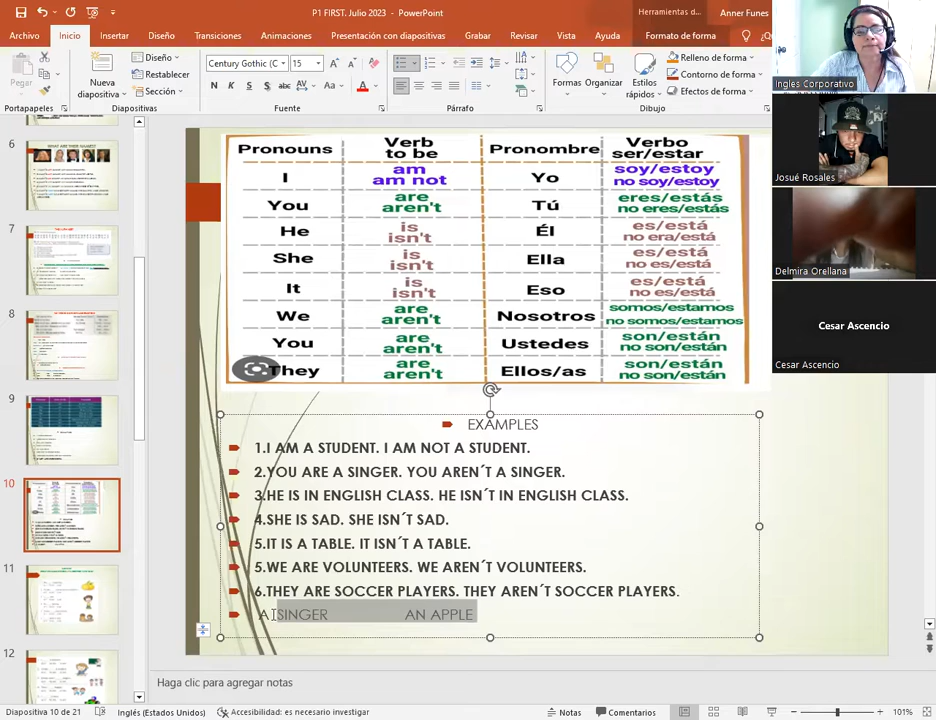 P1 FIRST. Julio 2023 - PowerPoint
Herramientas d...
Anner Funes
Archivo
Inicio
Insertar
Diseño
Transiciones
Animaciones
Presentación con diapositivas
Grabar
Revisar
Vista
Ayuda
Formato de forma
Pegar
Nueva diapositiva
Diseño
Restablecer
Sección
Century Gothic (C
15
N
K
S
S
abc
AV
Aa
A
Formas
Organizar
Estilos rápidos
Relleno de forma
Contorno de forma
Efectos de forma
Portapapeles
Diapositivas
Fuente
Párrafo
Dibujo
Inglés Corporativo
Josué Rosales
Delmira Orellana
Cesar Ascencio
Cesar Ascencio
6
7
8
9
10
11
12
Pronouns Verb to be Pronombre Verbo ser/estar
I am am not Yo soy/estoy no soy/estoy
You are aren't Tú eres/estás no eres/estás
He is isn't Él es/está no era/está
She is isn't Ella es/está no es/está
It is isn't Eso es/está no es/está
We are aren't Nosotros somos/estamos no somos/estamos
You are aren't Ustedes son/están no son/están
They are aren't Ellos/as son/están no son/están
EXAMPLES
1.I AM A STUDENT. I AM NOT A STUDENT.
2.YOU ARE A SINGER. YOU AREN´T A SINGER.
3.HE IS IN ENGLISH CLASS. HE ISN´T IN ENGLISH CLASS.
4.SHE IS SAD. SHE ISN´T SAD.
5.IT IS A TABLE. IT ISN´T A TABLE.
5.WE ARE VOLUNTEERS. WE AREN´T VOLUNTEERS.
6.THEY ARE SOCCER PLAYERS. THEY AREN´T SOCCER PLAYERS.
A SINGER AN APPLE
Haga clic para agregar notas
Diapositiva 10 de 21
Inglés (Estados Unidos)
Accesibilidad: es necesario investigar
Notas
Comentarios
101%